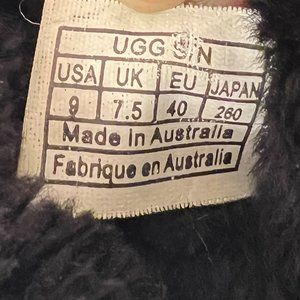 UGG S/N
USA UK EU JAPAN
9 7.5 40 260
Made in Australia
Fabrique en Australia